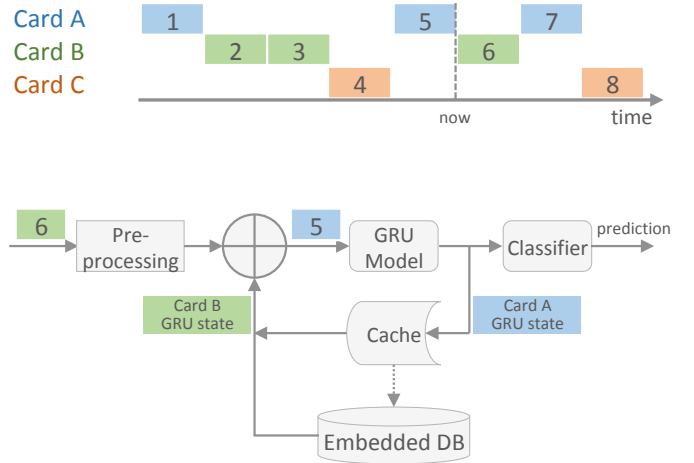 Card A
1
5
7
Card B
2
3
6
Card C
4
8
now
time
6
5
Pre-
processing
GRU
Model
Classifier
prediction
Card B
GRU state
Cache
Card A
GRU state
Embedded DB